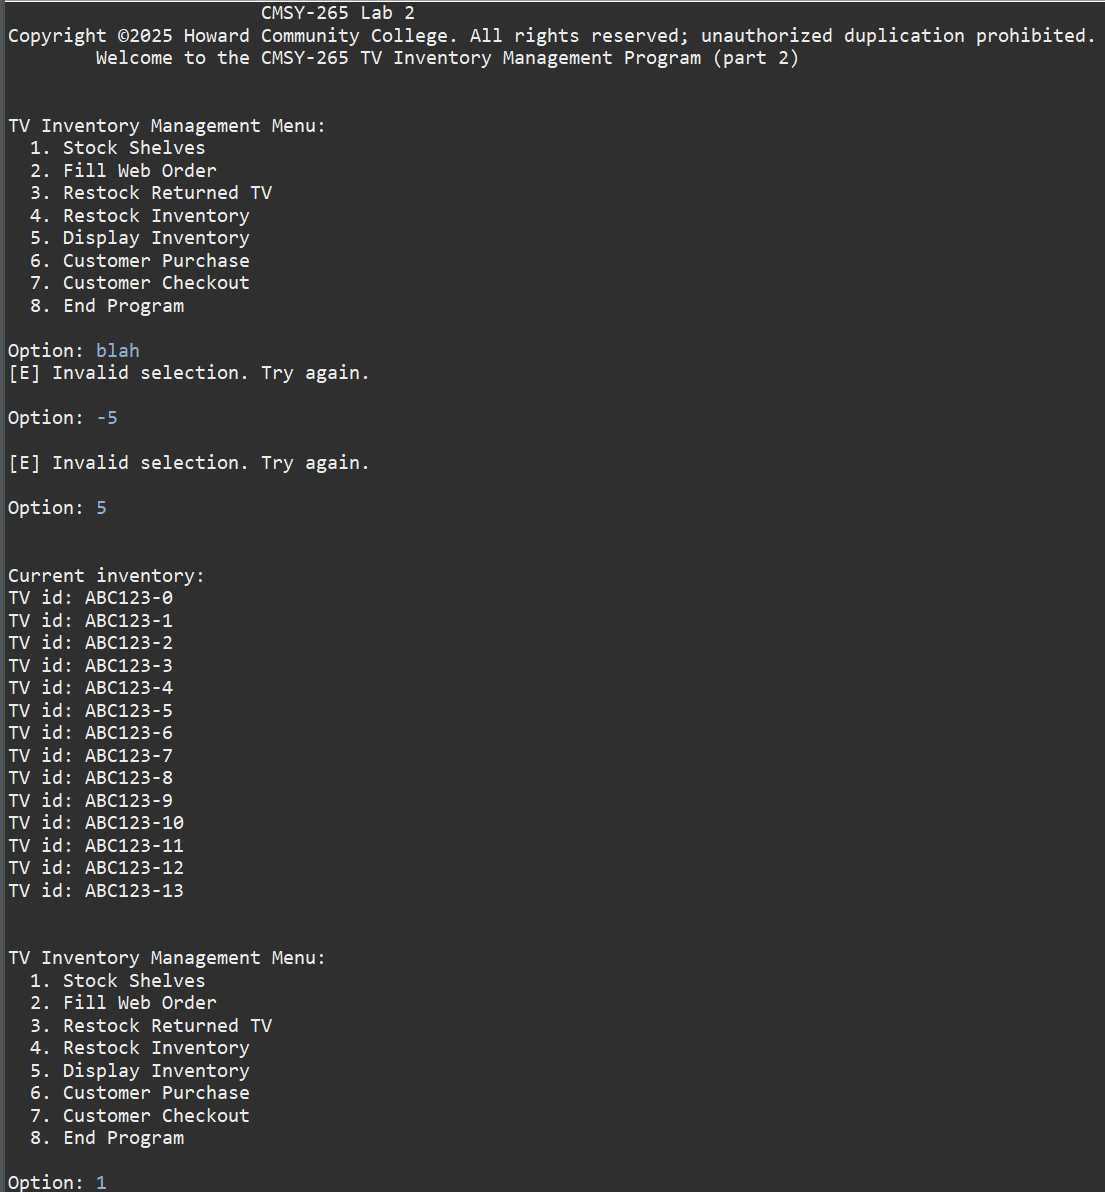 CMSY-265 Lab 2
Copyright ©2025 Howard Community College. All rights reserved; unauthorized duplication prohibited.
Welcome to the CMSY-265 TV Inventory Management Program (part 2)
TV Inventory Management Menu:
1. Stock Shelves
2. Fill Web Order
3. Restock Returned TV
4. Restock Inventory
5. Display Inventory
6. Customer Purchase
7. Customer Checkout
8. End Program
Option: blah
[E] Invalid selection. Try again.
Option: -5
[E] Invalid selection. Try again.
Option: 5
Current inventory:
TV id: ABC123-0
TV id: ABC123-1
TV id: ABC123-2
TV id: ABC123-3
TV id: ABC123-4
TV id: ABC123-5
TV id: ABC123-6
TV id: ABC123-7
TV id: ABC123-8
TV id: ABC123-9
TV id: ABC123-10
TV id: ABC123-11
TV id: ABC123-12
TV id: ABC123-13
TV Inventory Management Menu:
1. Stock Shelves
2. Fill Web Order
3. Restock Returned TV
4. Restock Inventory
5. Display Inventory
6. Customer Purchase
7. Customer Checkout
8. End Program
Option: 1